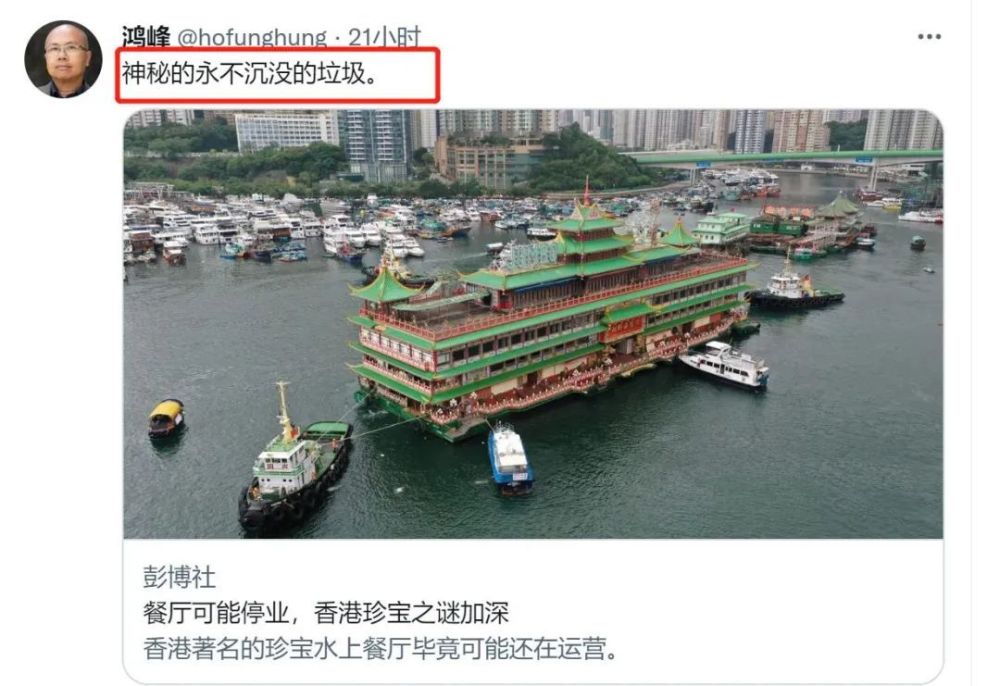 鸿峰 @hofunghung · 21小时
神秘的永不沉没的垃圾。
彭博社
餐厅可能停业，香港珍宝之谜加深
香港著名的珍宝水上餐厅毕竟可能还在运营。